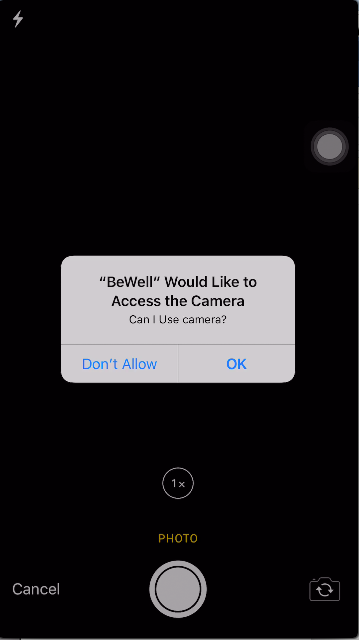 “BeWell“ Would Like to
Access the Camera
Can I Use camera?
Don’t Allow
OK
1×
PHOTO
Cancel